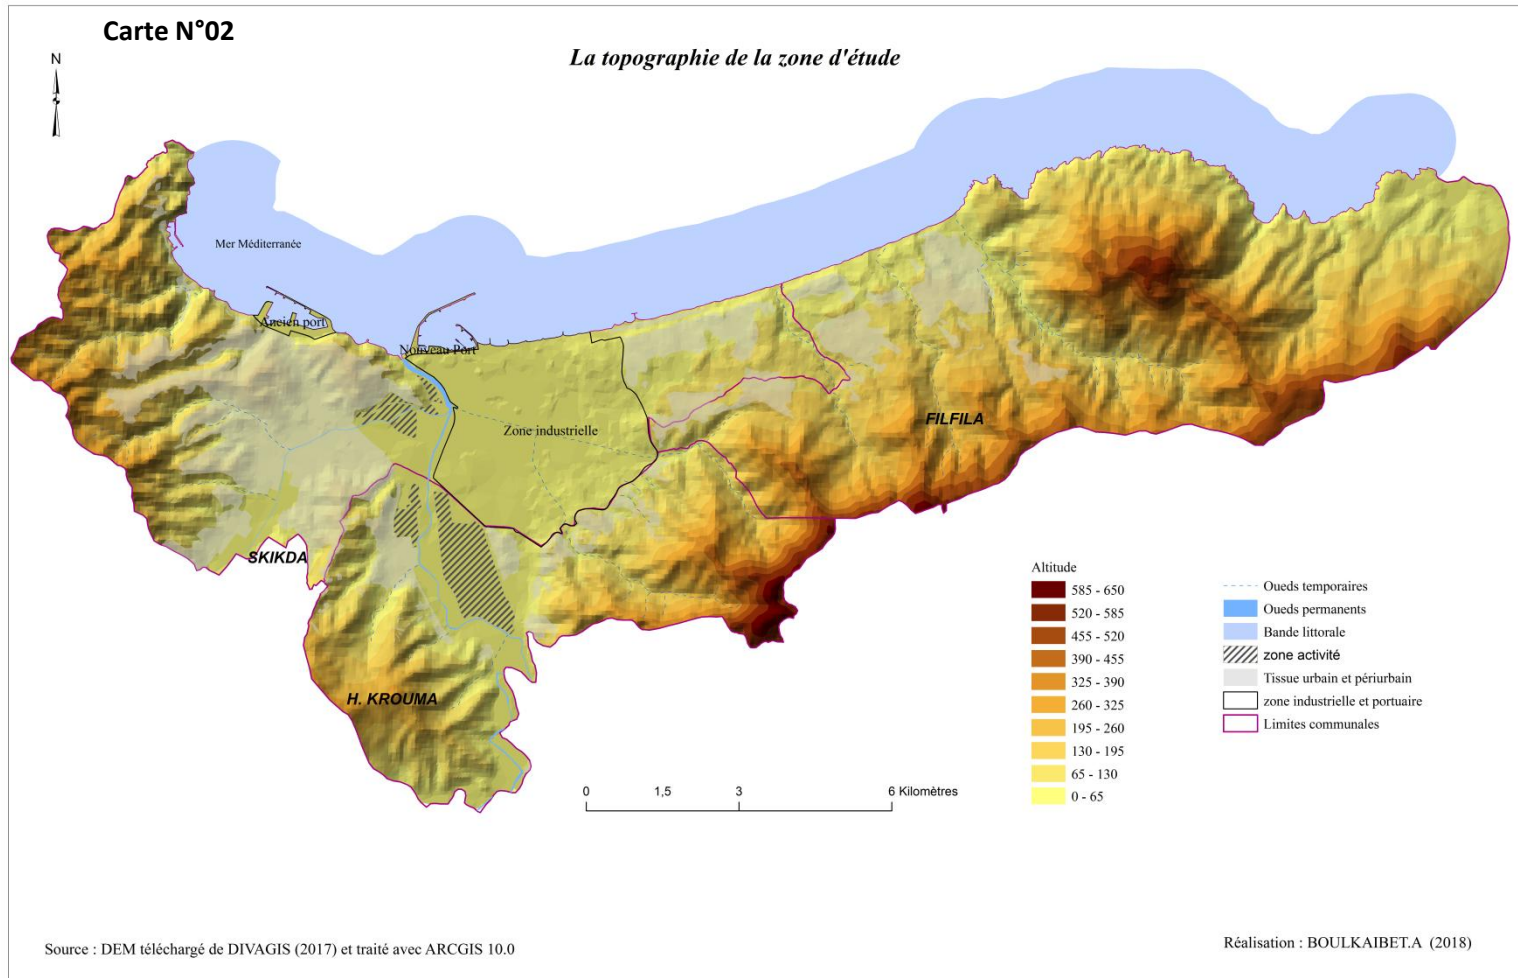 Carte N°02
La topographie de la zone d'étude
N
Mer Méditerranée
Ancien port
Nouveau Port
Zone industrielle
FILFILA
SKIKDA
H. KROUMA
Altitude
585 - 650
520 - 585
455 - 520
390 - 455
325 - 390
260 - 325
195 - 260
130 - 195
65 - 130
0 - 65
Oueds temporaires
Oueds permanents
Bande littorale
zone activité
Tissue urbain et périurbain
zone industrielle et portuaire
Limites communales
0 1,5 3 6 Kilomètres
Source : DEM téléchargé de DIVAGIS (2017) et traité avec ARCGIS 10.0
Réalisation : BOULKAIBET.A (2018)